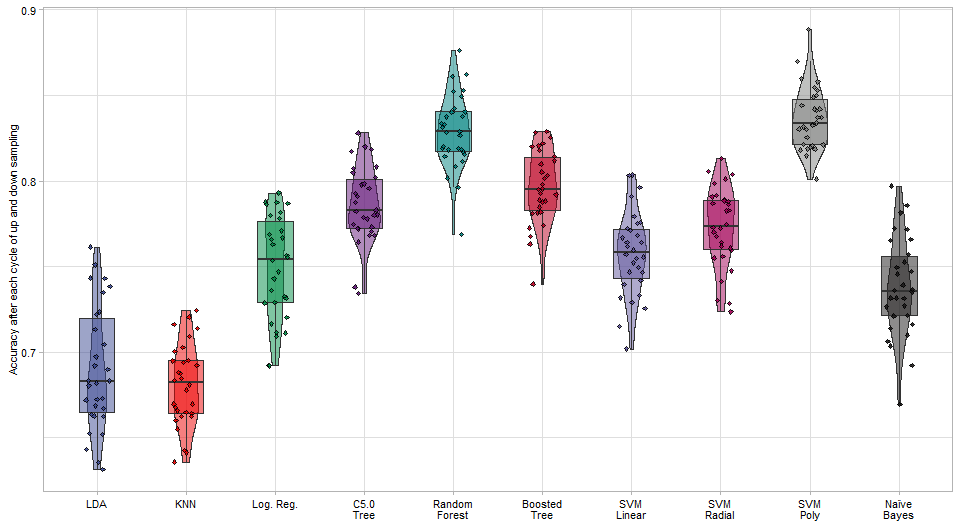 Accuracy after each cycle of up and down sampling
0.9
0.8
0.7
LDA
KNN
Log. Reg.
C5.0
Tree
Random
Forest
Boosted
Tree
SVM
Linear
SVM
Radial
SVM
Poly
Naïve
Bayes